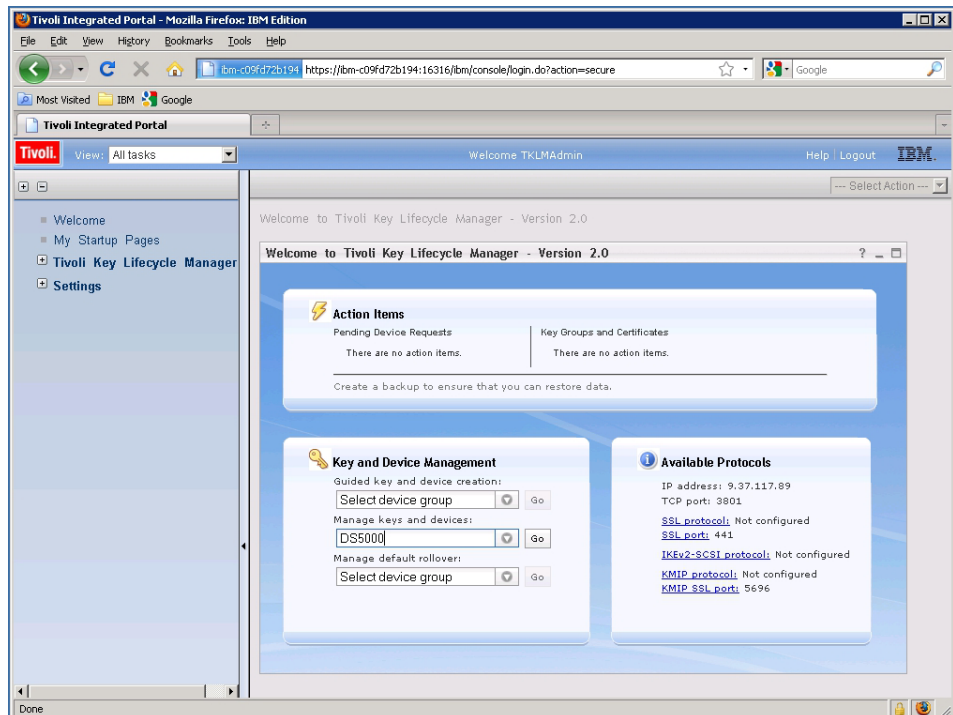 Tivoli Integrated Portal - Mozilla Firefox: IBM Edition
File Edit View History Bookmarks Tools Help
ibm-c09fd72b194 https://ibm-c09fd72b194:16316/ibm/console/login.do?action=secure
Google
Most Visited IBM Google
Tivoli Integrated Portal
Tivoli. View: All tasks Welcome TKLMAdmin Help Logout IBM.
--- Select Action ---
Welcome
My Startup Pages
Tivoli Key Lifecycle Manager
Settings
Welcome to Tivoli Key Lifecycle Manager - Version 2.0
Welcome to Tivoli Key Lifecycle Manager - Version 2.0 ?
Action Items
Pending Device Requests
There are no action items.
Key Groups and Certificates
There are no action items.
Create a backup to ensure that you can restore data.
Key and Device Management
Guided key and device creation:
Select device group Go
Manage keys and devices:
DS5000 Go
Manage default rollover:
Select device group Go
Available Protocols
IP address: 9.37.117.89
TCP port: 3801
SSL protocol: Not configured
SSL port: 441
IKEv2-SCSI protocol: Not configured
KMIP protocol: Not configured
KMIP SSL port: 5696
Done